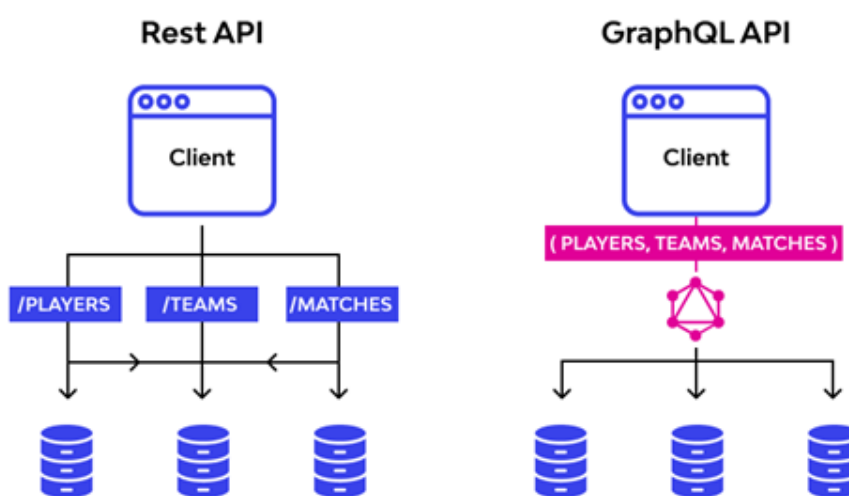 Rest API
GraphQL API
Client
Client
( PLAYERS, TEAMS, MATCHES )
/PLAYERS
/TEAMS
/MATCHES